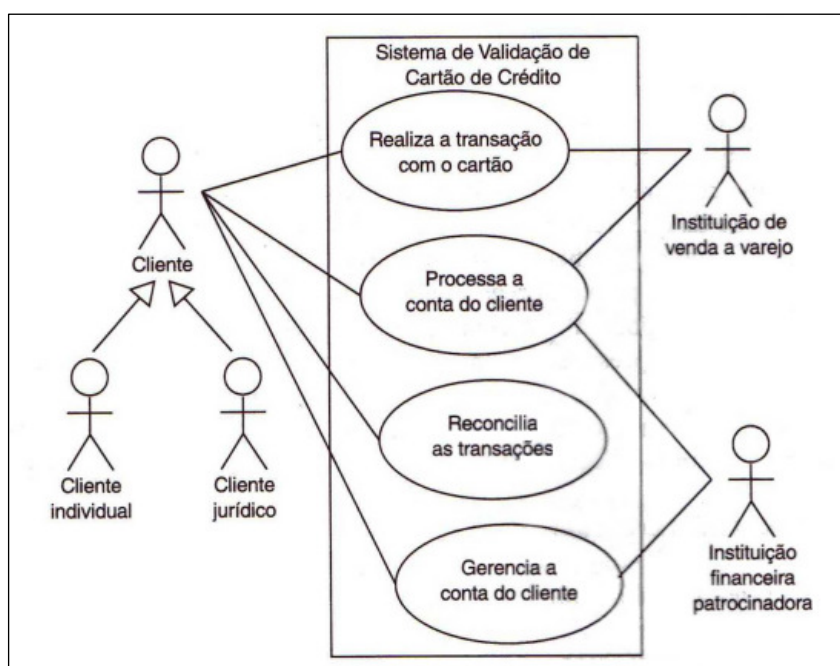 Sistema de Validação de
Cartão de Crédito
Realiza a transação
com o cartão
Cliente
Instituição de
venda a varejo
Processa a
conta do cliente
Cliente
individual
Cliente
jurídico
Reconcilia
as transações
Gerencia a
conta do cliente
Instituição
financeira
patrocinadora